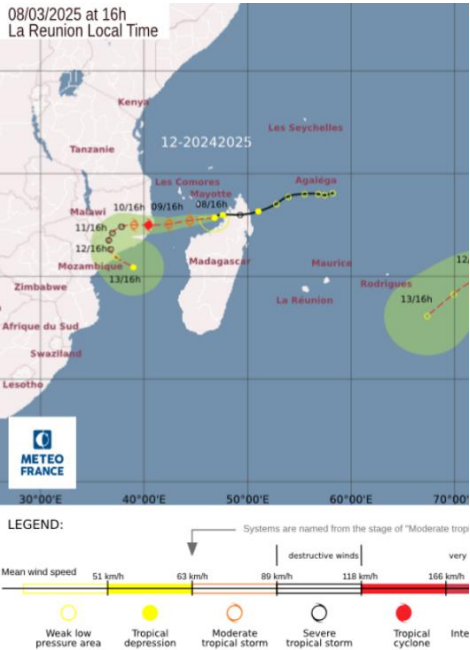 08/03/2025 at 16h
La Reunion Local Time
Kenya
Les Seychelles
12-20242025
Tanzanie
Les Comores
Agaléga
Mayotte
10/16h 09/16h 08/16h
Malawi
11/16h
12/16h
Mozambique
13/16h
Madagascar
Maurice
Rodrigues
12/
13/16h
La Réunion
Zimbabwe
Afrique du Sud
Swaziland
Lesotho
METEO
FRANCE
30°00'E 40°00'E 50°00'E 60°00'E 70°00'
LEGEND:
Systems are named from the stage of "Moderate trop
destructive winds
very
Mean wind speed
51 km/h 63 km/h 89 km/h 118 km/h 166 km/h
Weak low
pressure area
Tropical
depression
Moderate
tropical storm
Severe
tropical storm
Tropical
cyclone
Inte